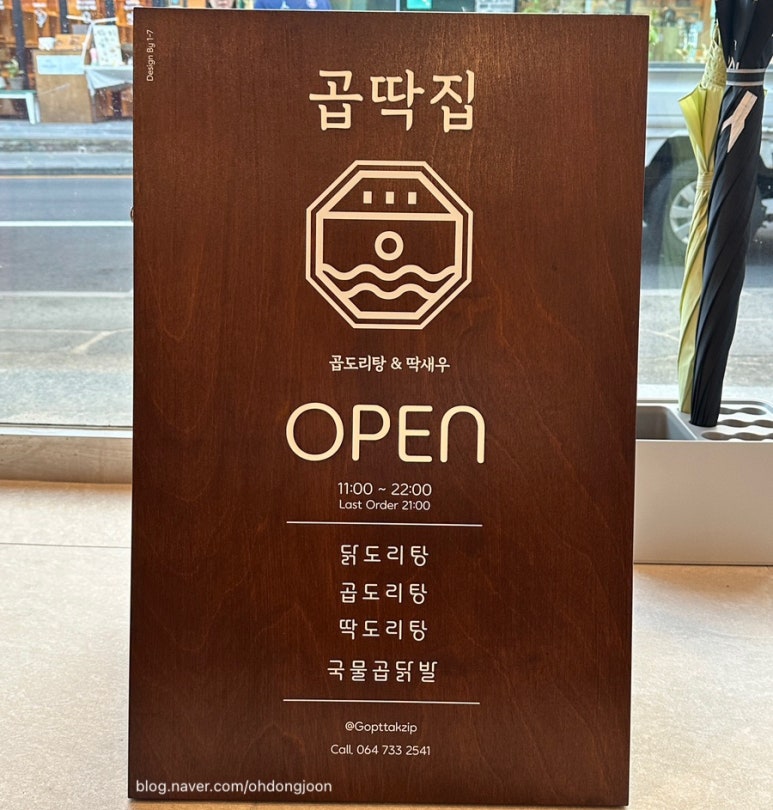 Design By 1-7
곱딱집
곱도리탕 & 딱새우
OPEN
11:00 ~ 22:00
Last Order 21:00
닭도리탕
곱도리탕
딱도리탕
국물곱닭발
@Gopttakzip
Call, 064 733 2541
blog.naver.com/ohdongjoon